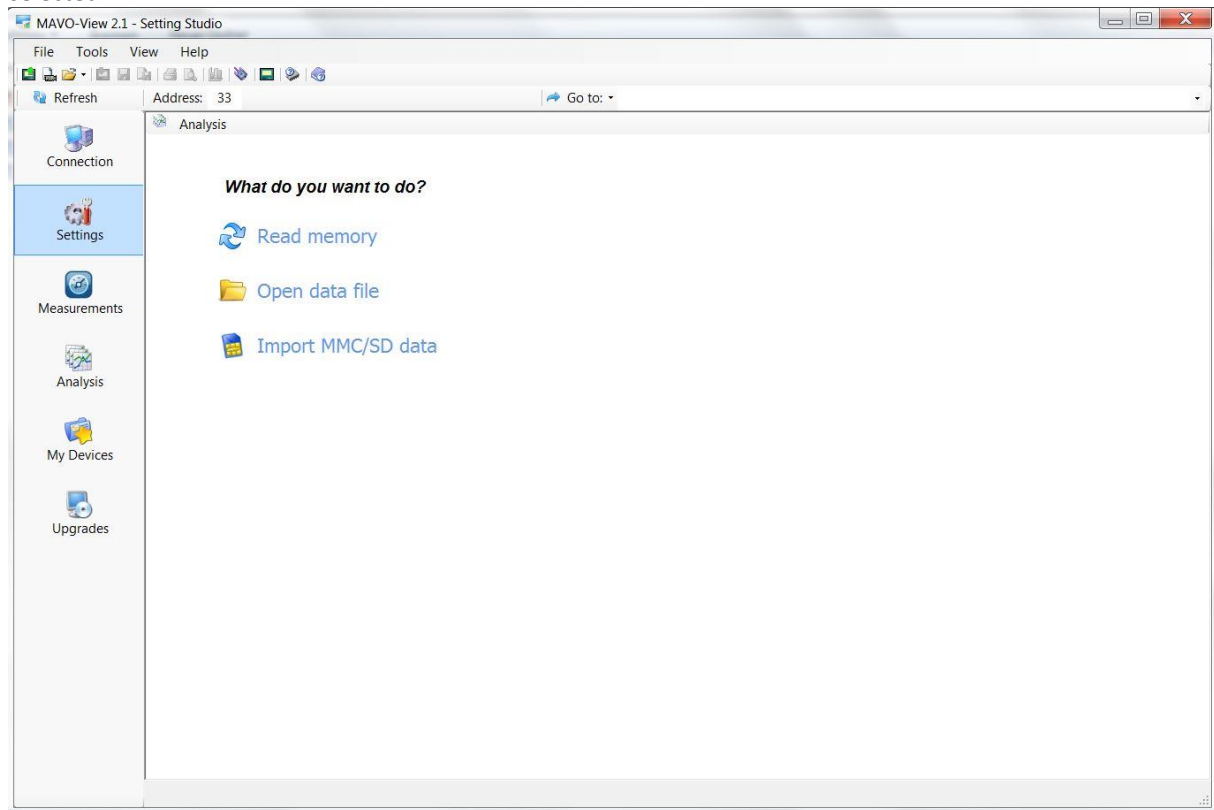 MAVO-View 2.1 - Setting Studio
File Tools View Help
Refresh Address: 33 Go to:
Analysis
Connection
What do you want to do?
Settings
Read memory
Open data file
Measurements
Import MMC/SD data
Analysis
My Devices
Upgrades